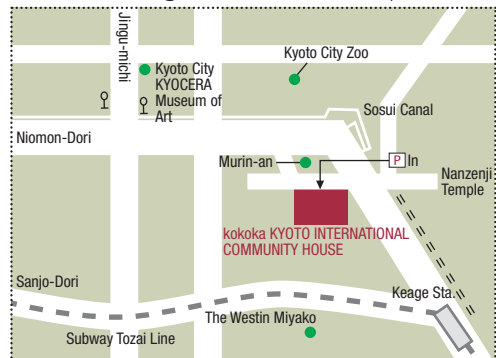 Jingu-michi
Kyoto City Zoo
Kyoto City
KYOCERA
Museum of
Art
Sosui Canal
Niomon-Dori
Murin-an
P In
Nanzenji
Temple
kokoka KYOTO INTERNATIONAL
COMMUNITY HOUSE
Sanjo-Dori
Keage Sta.
The Westin Miyako
Subway Tozai Line